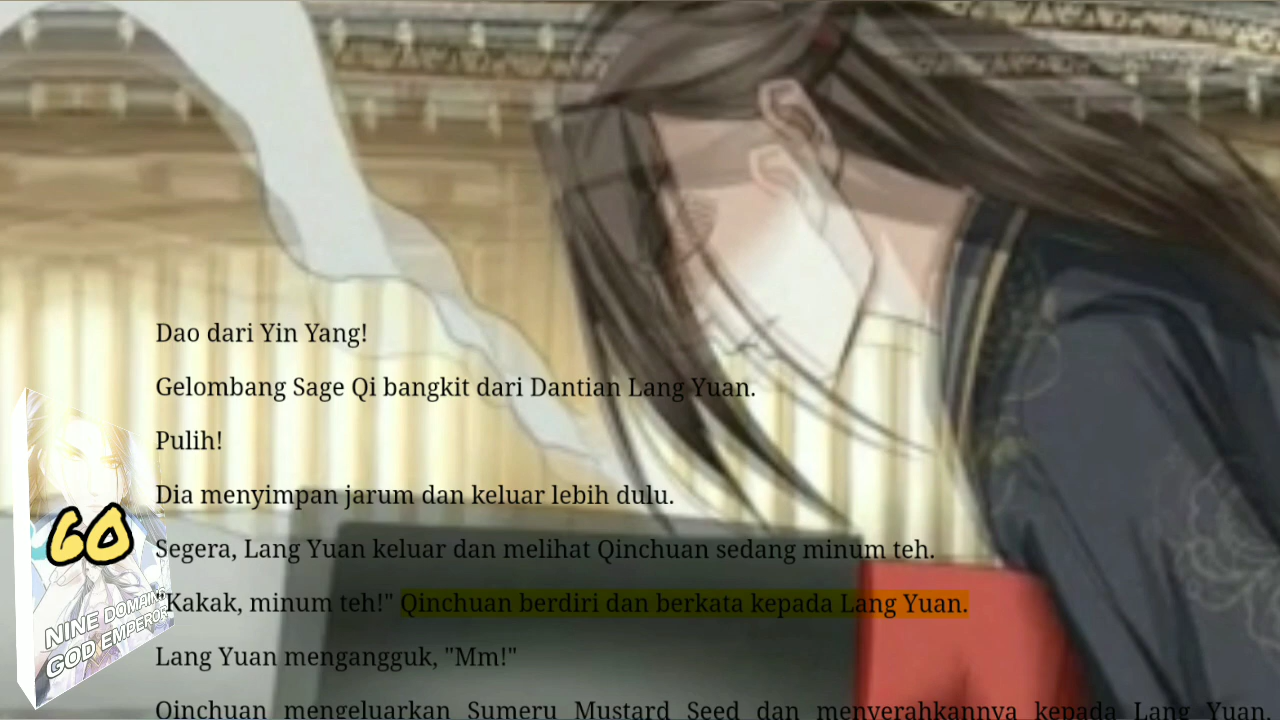 Dao dari Yin Yang!
Gelombang Sage Qi bangkit dari Dantian Lang Yuan.
Pulih!
Dia menyimpan jarum dan keluar lebih dulu.
Segera, Lang Yuan keluar dan melihat Qinchuan sedang minum teh.
"Kakak, minum teh!" Qinchuan berdiri dan berkata kepada Lang Yuan.
Lang Yuan mengangguk, "Mm!"
Qinchuan mengeluarkan Sumeru Mustard Seed dan menyerahkannya kepada Lang Yuan.
60
NINE DOMAINS
GOD EMPEROR